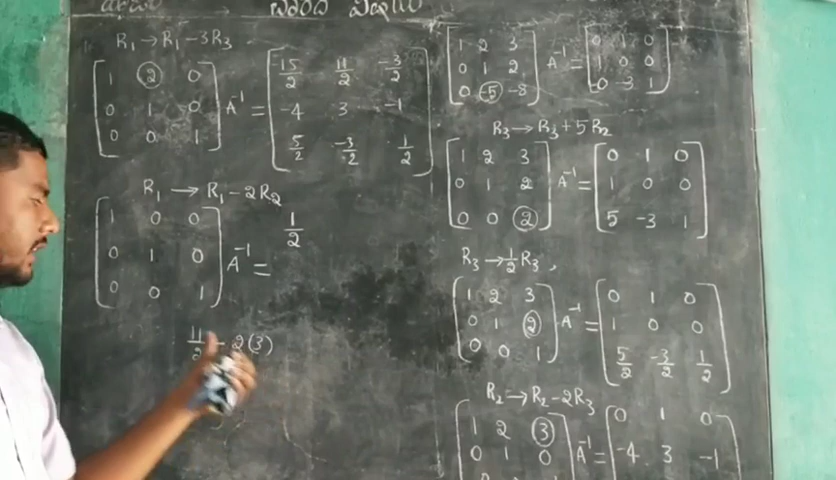 R₁ → R₁ - 3R₃
[1 2 0; 0 1 0; 0 0 1] A⁻¹ = [15/2 11/2 -3/2; -4 3 -1; 5/2 -3/2 1/2]
R₁ → R₁ - 2R₂
[1 0 0; 0 1 0; 0 0 1] A⁻¹ = 1/2
11/2 - 2(3)
[1 2 3; 0 1 2; 0 -5 -8] A⁻¹ = [0 1 0; 1 0 0; 0 -3 1]
R₃ → R₃ + 5R₂
[1 2 3; 0 1 2; 0 0 2] A⁻¹ = [0 1 0; 1 0 0; 5 -3 1]
R₃ → 1/2 R₃,
[1 2 3; 0 1 2; 0 0 1] A⁻¹ = [0 1 0; 1 0 0; 5/2 -3/2 1/2]
R₂ → R₂ - 2R₃
[1 2 3; 0 1 0 A⁻¹ = [0 1 0; -4 3 -1